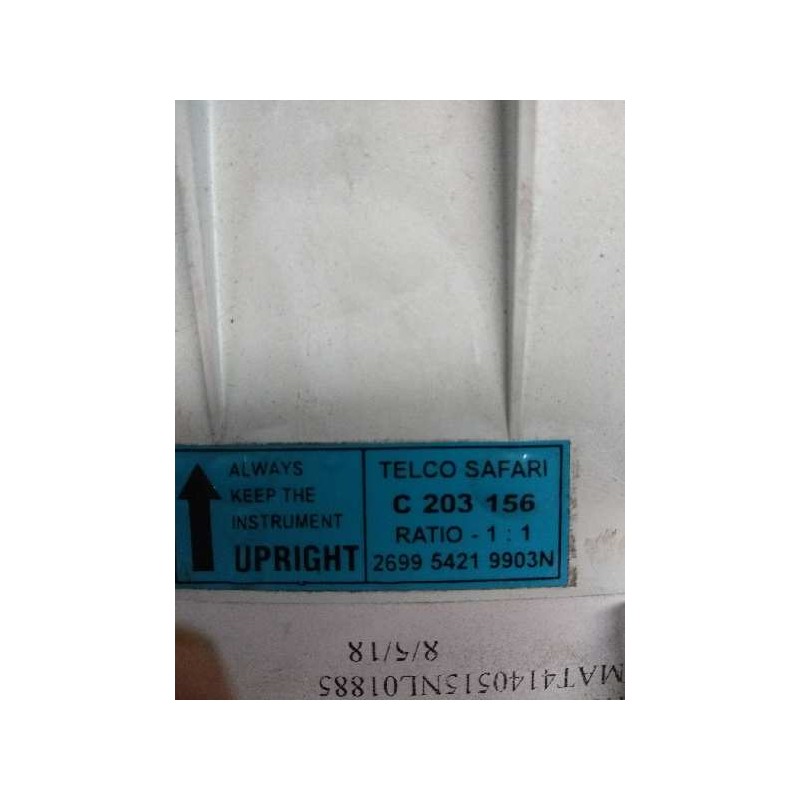 ALWAYS
KEEP THE
INSTRUMENT
UPRIGHT
TELCO SAFARI
C 203 156
RATIO - 1 : 1
2699 5421 9903N
MAT4140515NL01885
8/5/18